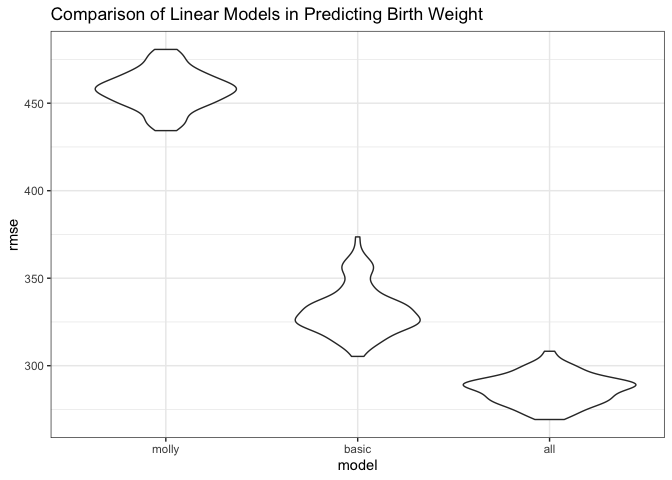 Comparison of Linear Models in Predicting Birth Weight
rmse
450
400
350
300
molly basic all
model